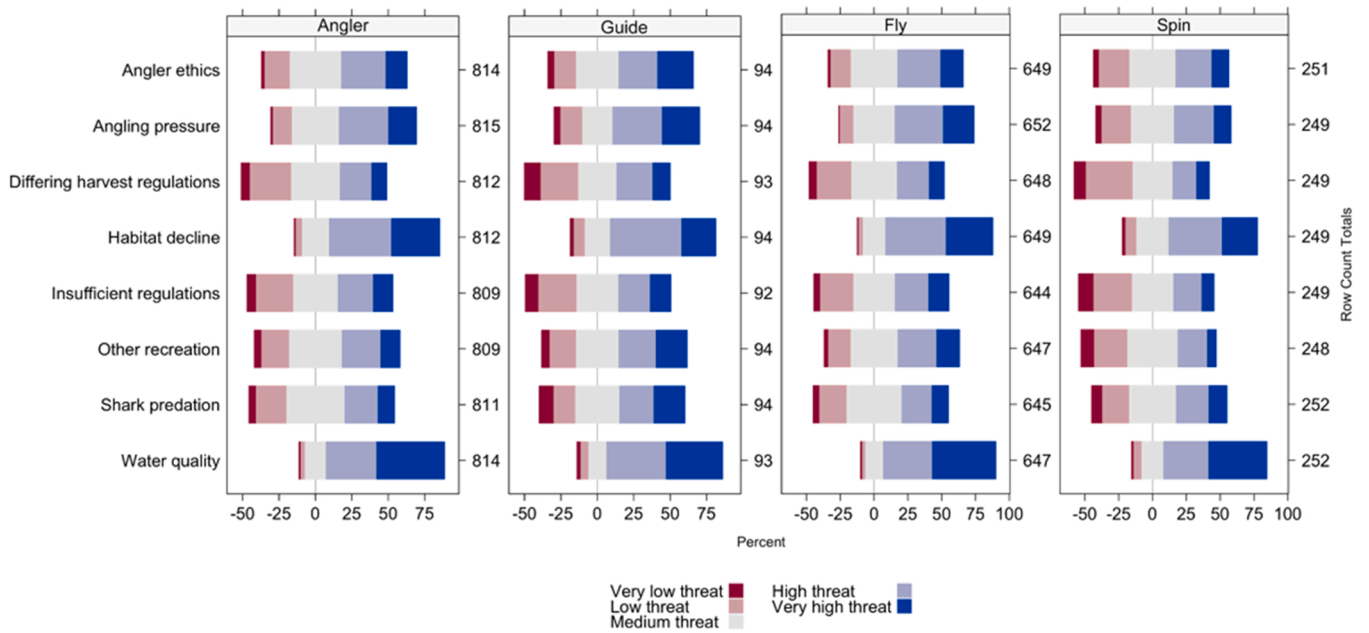 Angler Guide Fly Spin
Angler ethics 814 94 649 251
Angling pressure 815 94 652 249
Differing harvest regulations 812 93 648 249
Habitat decline 812 94 649 249
Insufficient regulations 809 92 644 249
Other recreation 809 94 647 248
Shark predation 811 94 645 252
Water quality 814 93 647 252
Row Count Totals
-50 -25 0 25 50 75 -50 -25 0 25 50 75 -50 -25 0 25 50 75 100 -50 -25 0 25 50 75 100
Percent
Very low threat High threat
Low threat Very high threat
Medium threat